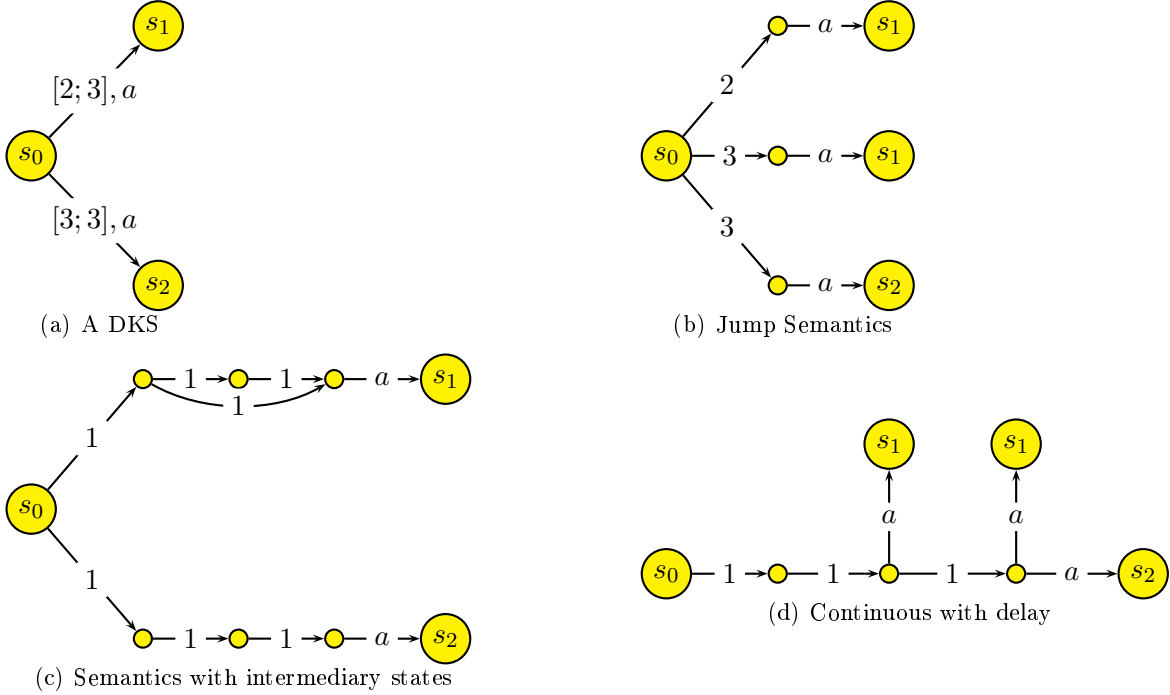 s₁
[2;3],a
s₀
[3;3],a
s₂
(a) A DKS
a s₁
2
s₀ 3 a s₁
3
a s₂
(b) Jump Semantics
1 1 a s₁
1
1
s₀
1
1 1 a s₂
(c) Semantics with intermediary states
s₁ s₁
a a
s₀ 1 1 1 a s₂
(d) Continuous with delay